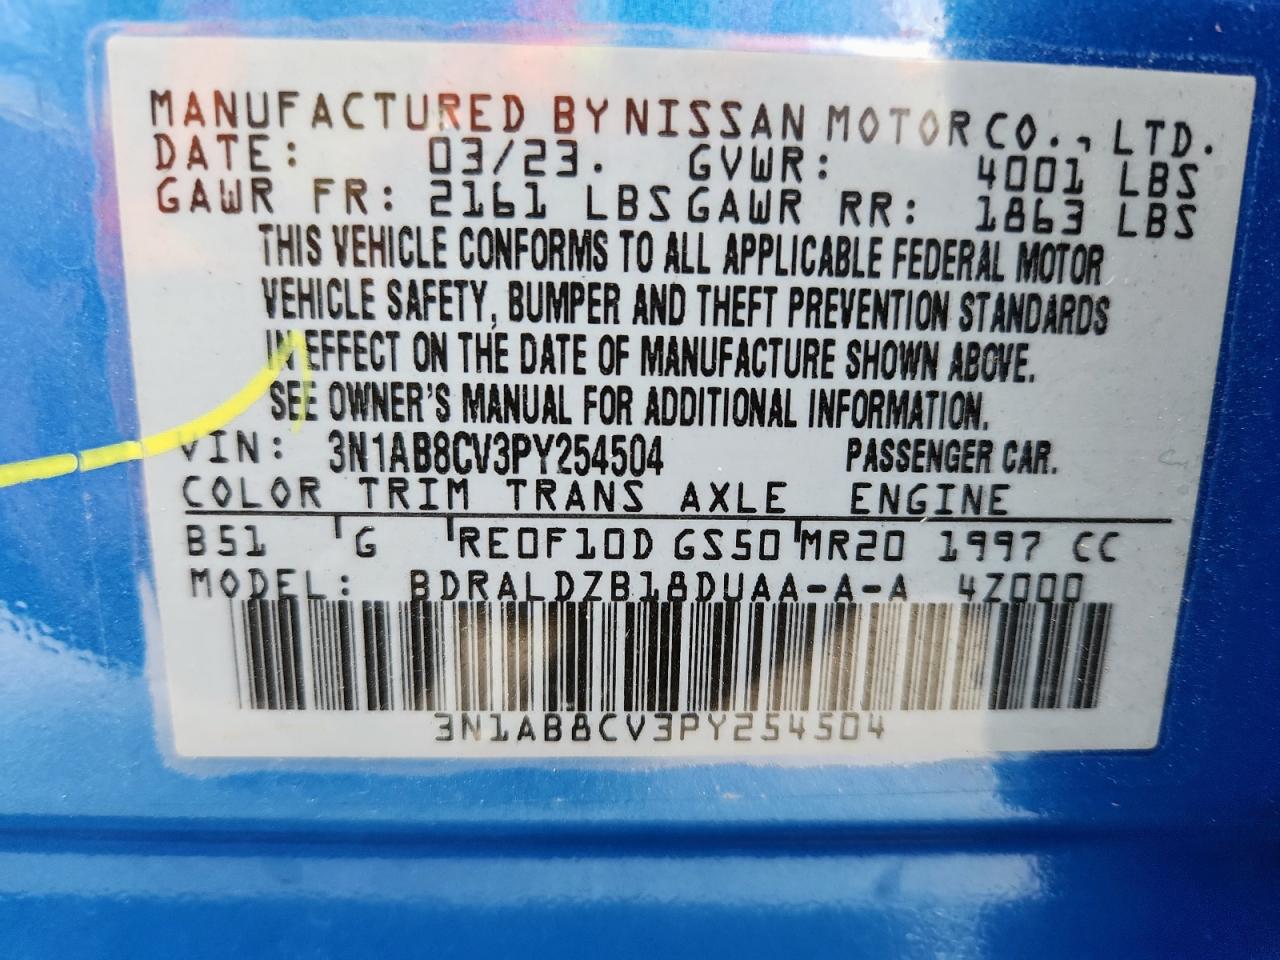 MANUFACTURED BY NISSAN MOTOR CO., LTD.
DATE: 03/23. GVWR: 4001 LBS
GAWR FR: 2161 LBS GAWR RR: 1863 LBS
THIS VEHICLE CONFORMS TO ALL APPLICABLE FEDERAL MOTOR
VEHICLE SAFETY, BUMPER AND THEFT PREVENTION STANDARDS
IN EFFECT ON THE DATE OF MANUFACTURE SHOWN ABOVE.
SEE OWNER'S MANUAL FOR ADDITIONAL INFORMATION.
VIN: 3N1AB8CV3PY254504 PASSENGER CAR.
COLOR TRIM TRANS AXLE ENGINE
B51 G RE0F10D GS50 MR20 1997 CC
MODEL: BDRALDZB18DUAA-A-A 4Z000
3N1AB8CV3PY254504